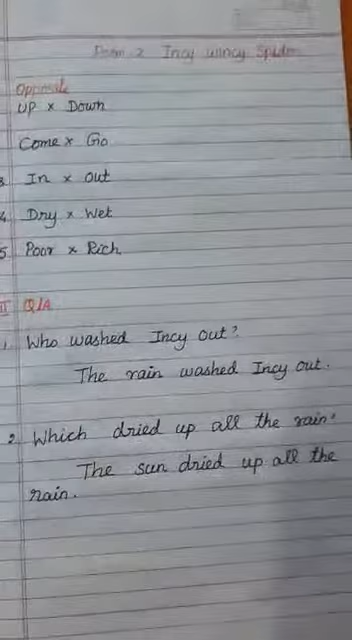 Poem 2 Incy Wincy Spider
Opposite
Up × Down
Come × Go
3. In × out
4. Dry × Wet
5. Poor × Rich
II Q/A
1. Who washed Incy out?
The rain washed Incy out.
2. Which dried up all the rain.
The sun dried up all the
rain.